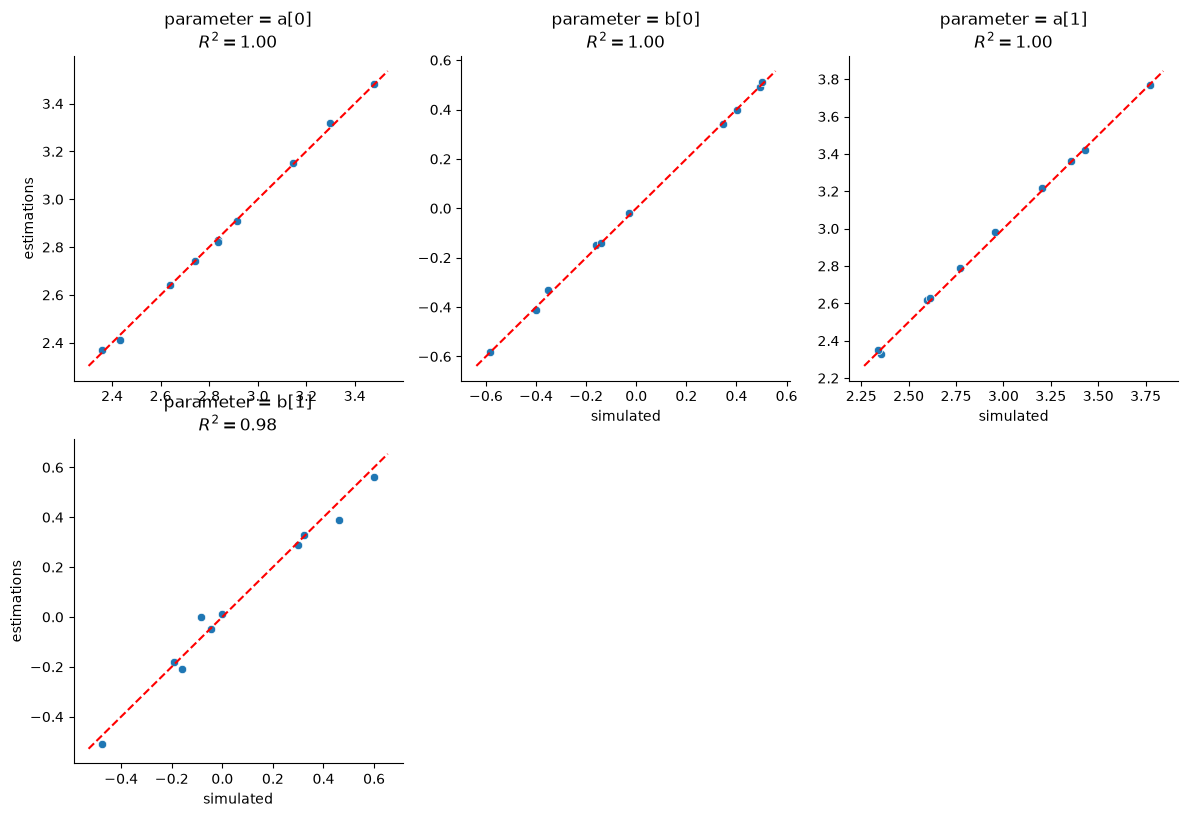 parameter = a[0]
R² = 1.00
parameter = b[0]
R² = 1.00
parameter = a[1]
R² = 1.00
estimations
3.4
3.2
3.0
2.8
2.6
2.4
2.4 2.6 2.8 3.0 3.2 3.4
0.6
0.4
0.2
0.0
−0.2
−0.4
−0.6
−0.6 −0.4 −0.2 0.0 0.2 0.4 0.6
simulated
3.8
3.6
3.4
3.2
3.0
2.8
2.6
2.4
2.2
2.25 2.50 2.75 3.00 3.25 3.50 3.75
simulated
parameter = b[1]
R² = 0.98
estimations
0.6
0.4
0.2
0.0
−0.2
−0.4
−0.4 −0.2 0.0 0.2 0.4 0.6
simulated